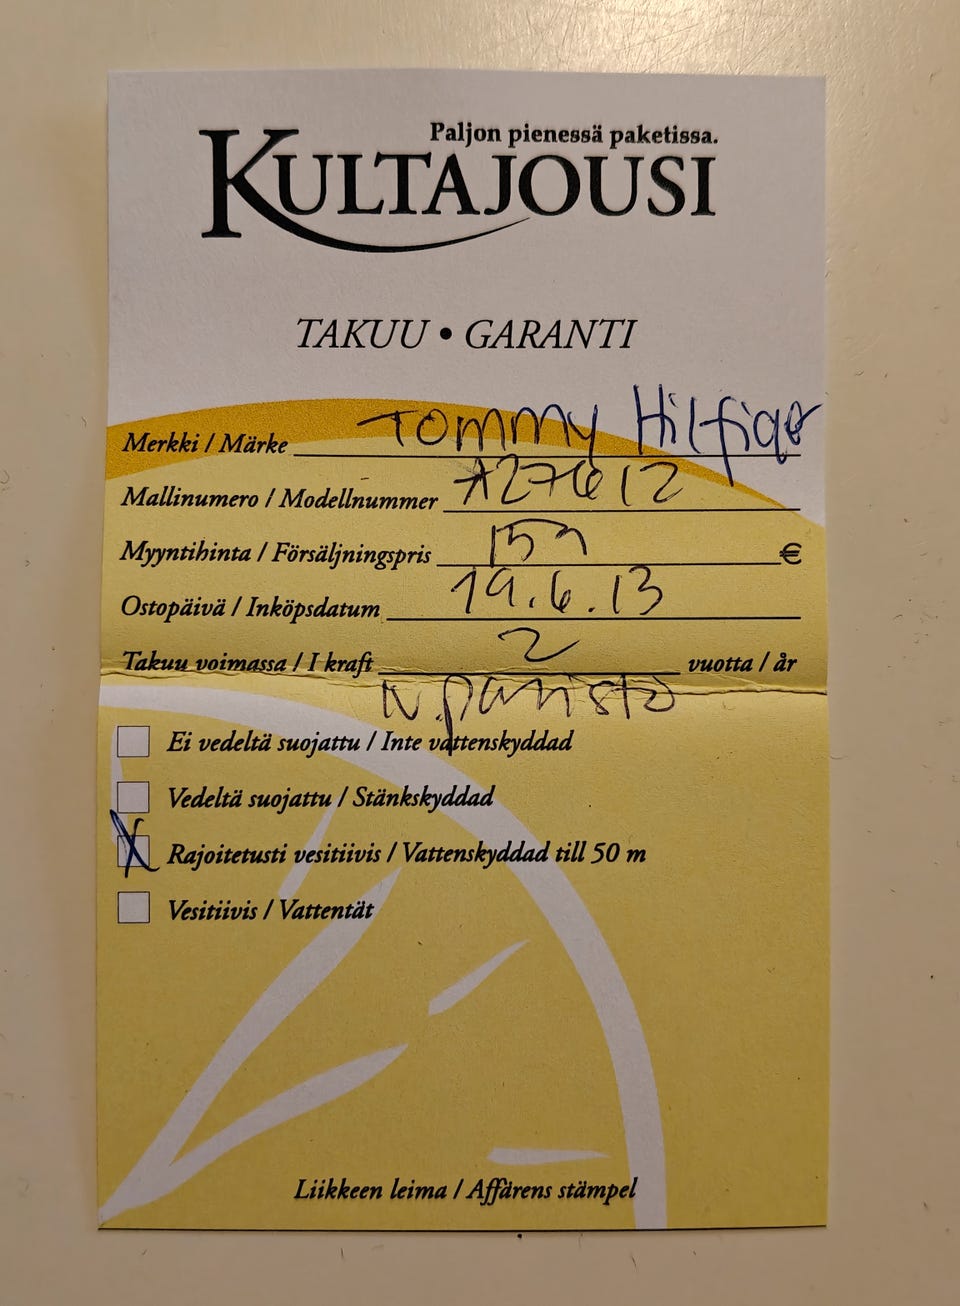 Paljon pienessä paketissa.
KULTAJOUSI
TAKUU • GARANTI
Merkki / Märke Tommy Hilfiger
Mallinumero / Modellnummer
Myyntihinta / Försäljningspris €
Ostopäivä / Inköpsdatum 19.6.13
Takuu voimassa / I kraft 2 vuotta / år
paristo
Ei vedeltä suojattu / Inte vattenskyddad
Vedeltä suojattu / Stänkskyddad
X Rajoitetusti vesitiivis / Vattenskyddad till 50 m
Vesitiivis / Vattentät
Liikkeen leima / Affärens stämpel